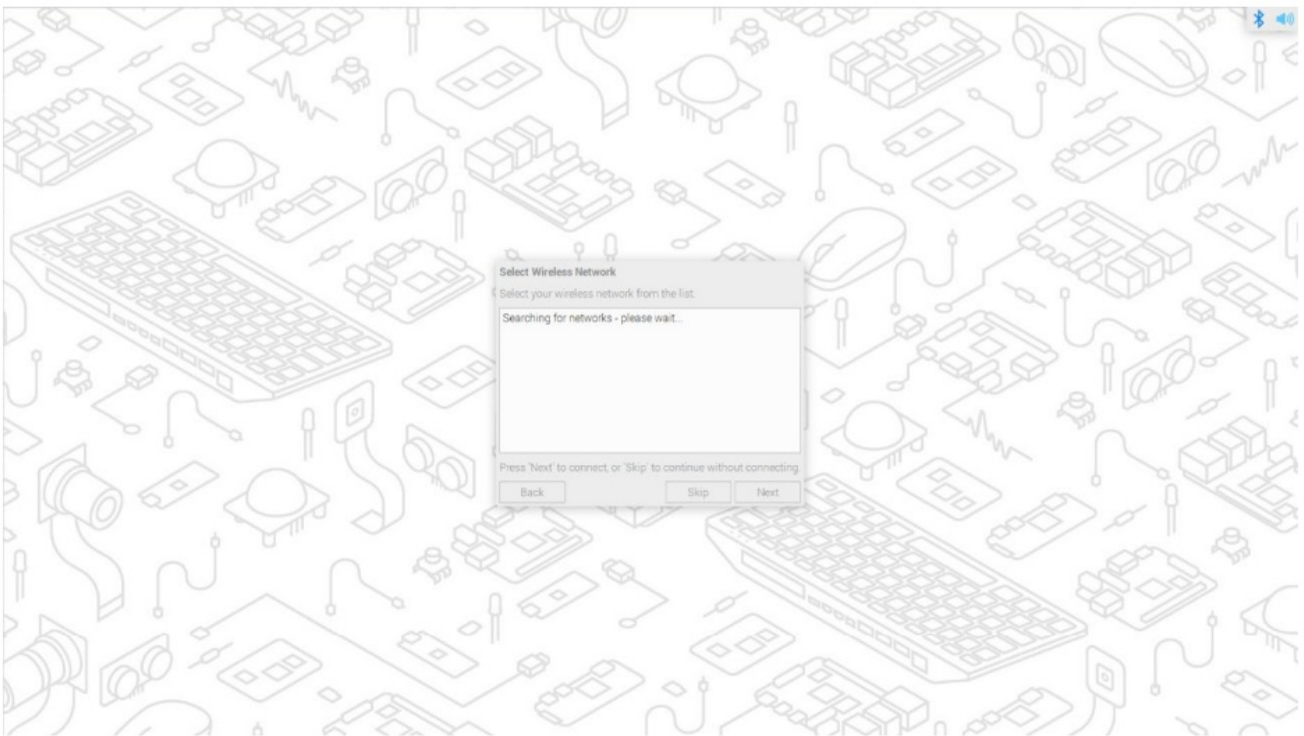 Select Wireless Network
Select your wireless network from the list.
Searching for networks - please wait...
Press 'Next' to connect, or 'Skip' to continue without connecting.
Back
Skip
Next